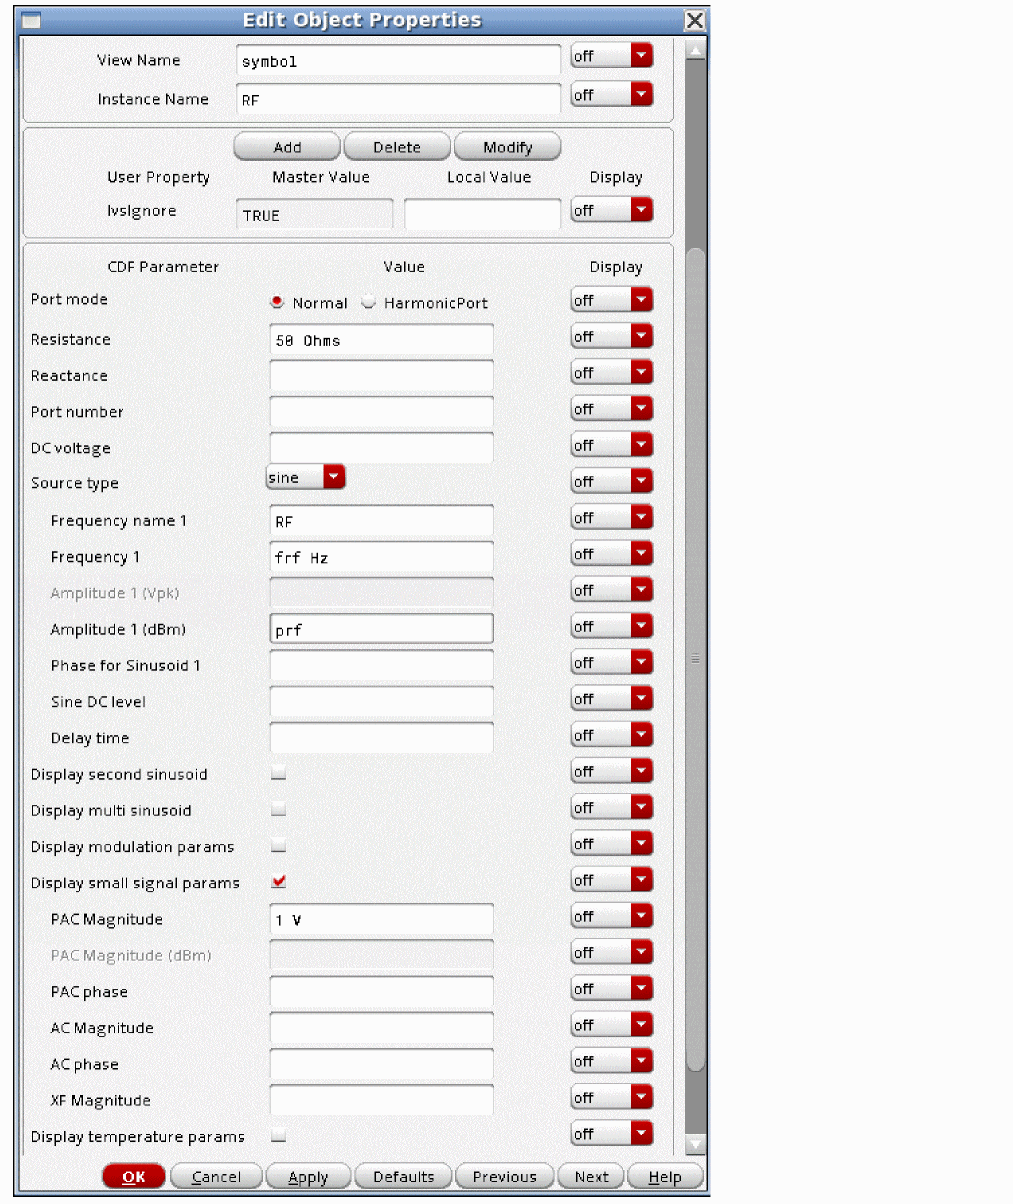 Edit Object Properties
View Name symbol off
Instance Name RF off
Add Delete Modify
User Property Master Value Local Value Display
lvsIgnore TRUE off
CDF Parameter Value Display
Port mode Normal HarmonicPort off
Resistance 50 Ohms off
Reactance off
Port number off
DC voltage off
Source type sine off
Frequency name 1 RF off
Frequency 1 frf Hz off
Amplitude 1 (Vpk) off
Amplitude 1 (dBm) prf off
Phase for Sinusoid 1 off
Sine DC level off
Delay time off
Display second sinusoid off
Display multi sinusoid off
Display modulation params off
Display small signal params off
PAC Magnitude 1 V off
PAC Magnitude (dBm) off
PAC phase off
AC Magnitude off
AC phase off
XF Magnitude off
Display temperature params off
OK Cancel Apply Defaults Previous Next Help